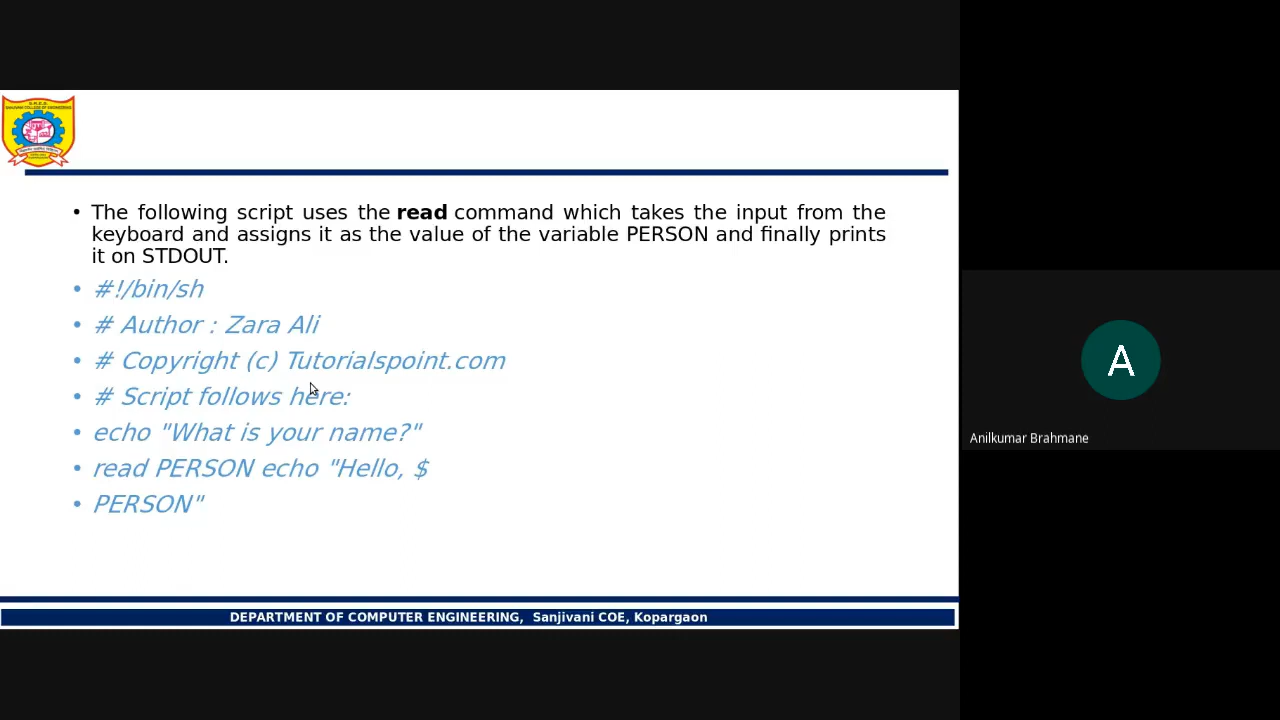 • The following script uses the read command which takes the input from the
keyboard and assigns it as the value of the variable PERSON and finally prints
it on STDOUT.
• #!/bin/sh
• # Author : Zara Ali
• # Copyright (c) Tutorialspoint.com
• # Script follows here:
• echo "What is your name?"
• read PERSON echo "Hello, $
• PERSON"
DEPARTMENT OF COMPUTER ENGINEERING, Sanjivani COE, Kopargaon
A
Anilkumar Brahmane